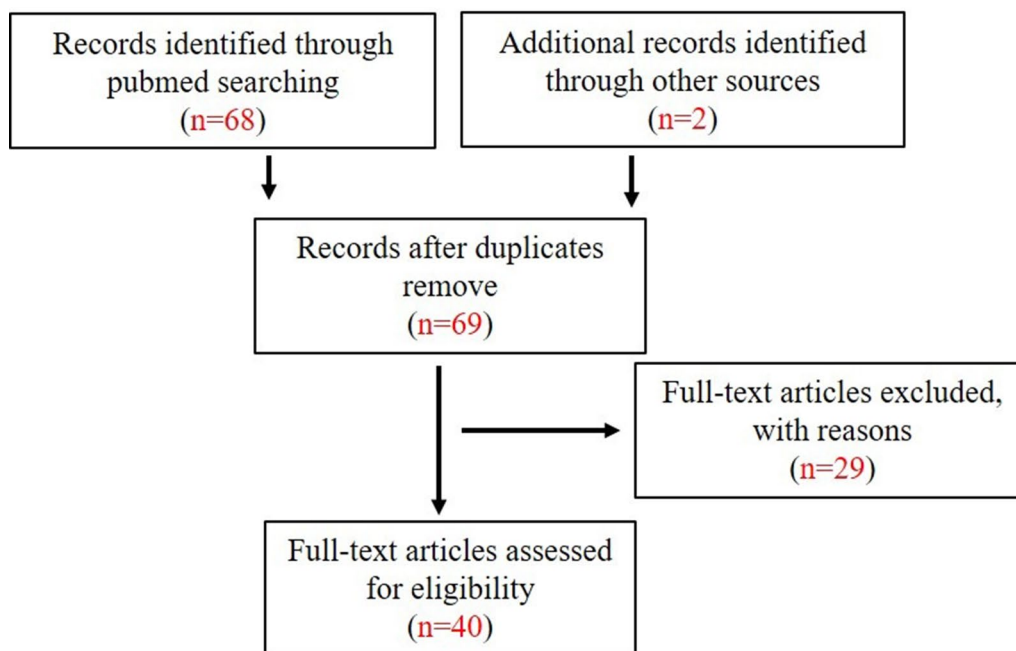 Records identified through
pubmed searching
(n=68)
Additional records identified
through other sources
(n=2)
Records after duplicates
remove
(n=69)
Full-text articles excluded,
with reasons
(n=29)
Full-text articles assessed
for eligibility
(n=40)